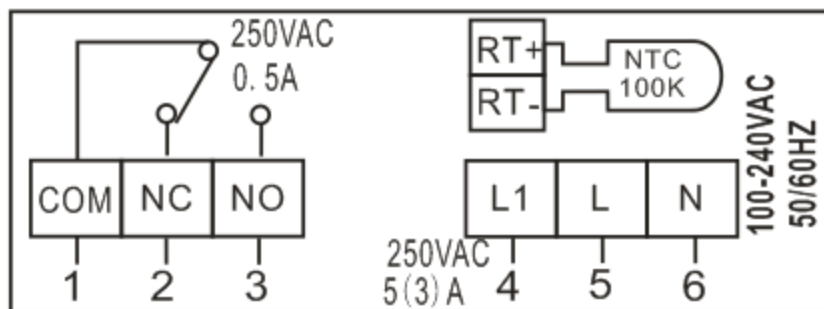 250VAC
0.5A
COM NC NO
1 2 3
RT+
RT-
NTC
100K
L1 L N
250VAC
5(3)A
4 5 6
100-240VAC
50/60HZ